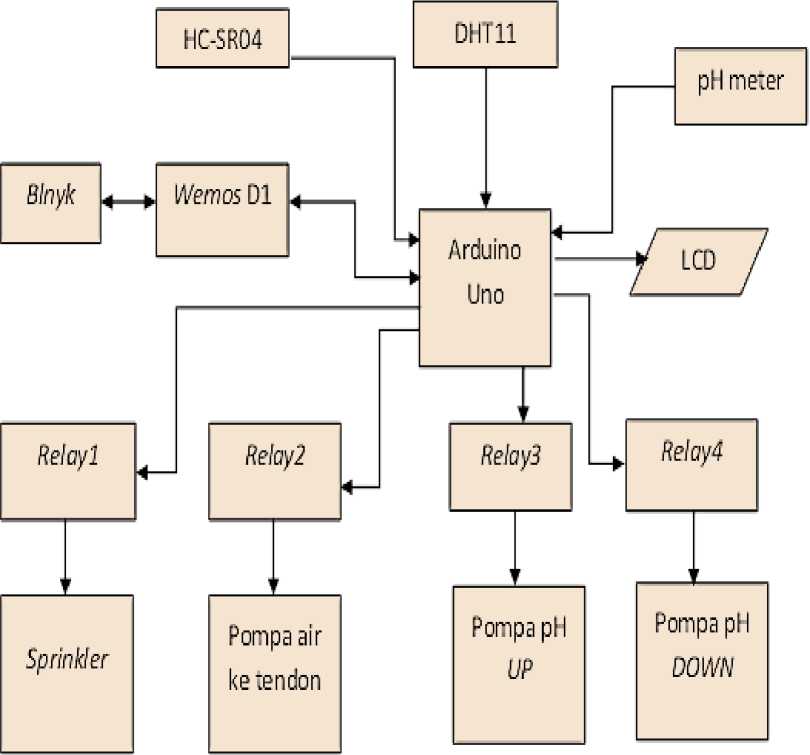 HC-SR04
DHT11
pH meter
Blnyk
Wemos D1
Arduino
Uno
LCD
Relay1
Relay2
Relay3
Relay4
Sprinkler
Pompa air
ke tendon
Pompa pH
UP
Pompa pH
DOWN